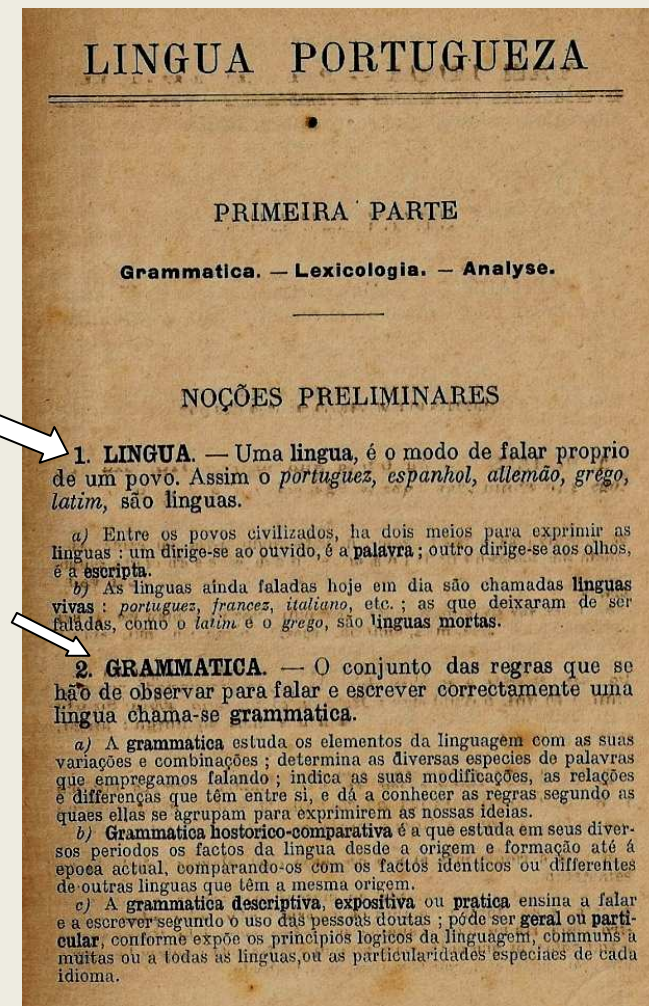 LINGUA PORTUGUEZA
PRIMEIRA PARTE
Grammatica. — Lexicologia. — Analyse.
NOÇÕES PRELIMINARES
1. LINGUA. — Uma lingua, é o modo de falar proprio
de um povo. Assim o portuguez, espanhol, allemão, grego,
latim, são linguas.
a) Entre os povos civilizados, ha dois meios para exprimir as
linguas : um dirige-se ao ouvido, é a palavra ; outro dirige-se aos olhos,
é a escripta.
b) As linguas ainda faladas hoje em dia são chamadas linguas
vivas : portuguez, francez, italiano, etc. ; as que deixaram de ser
faladas, como o latim e o grego, são linguas mortas.
2. GRAMMATICA. — O conjunto das regras que se
hão de observar para falar e escrever correctamente uma
lingua chama-se grammatica.
a) A grammatica estuda os elementos da linguagem com as suas
variações e combinações ; determina as diversas especies de palavras
que empregamos falando ; indica as suas modificações, as relações
e differenças que têm entre si, e dá a conhecer as regras segundo as
quaes ellas se agrupam para exprimirem as nossas ideias.
b) Grammatica hostorico-comparativa é a que estuda em seus diver-
sos periodos os factos da lingua desde a origem e formação até á
epoca actual, comparando-os com os factos identicos ou differentes
de outras linguas que têm a mesma origem.
c) A grammatica descriptiva, expositiva ou pratica ensina a falar
e a escrever segundo o uso das pessoas doutas ; póde ser geral ou parti-
cular, conforme expõe os principios logicos da linguagem, communs a
muitas ou a todas as linguas, ou as particularidades especiaes de cada
idioma.